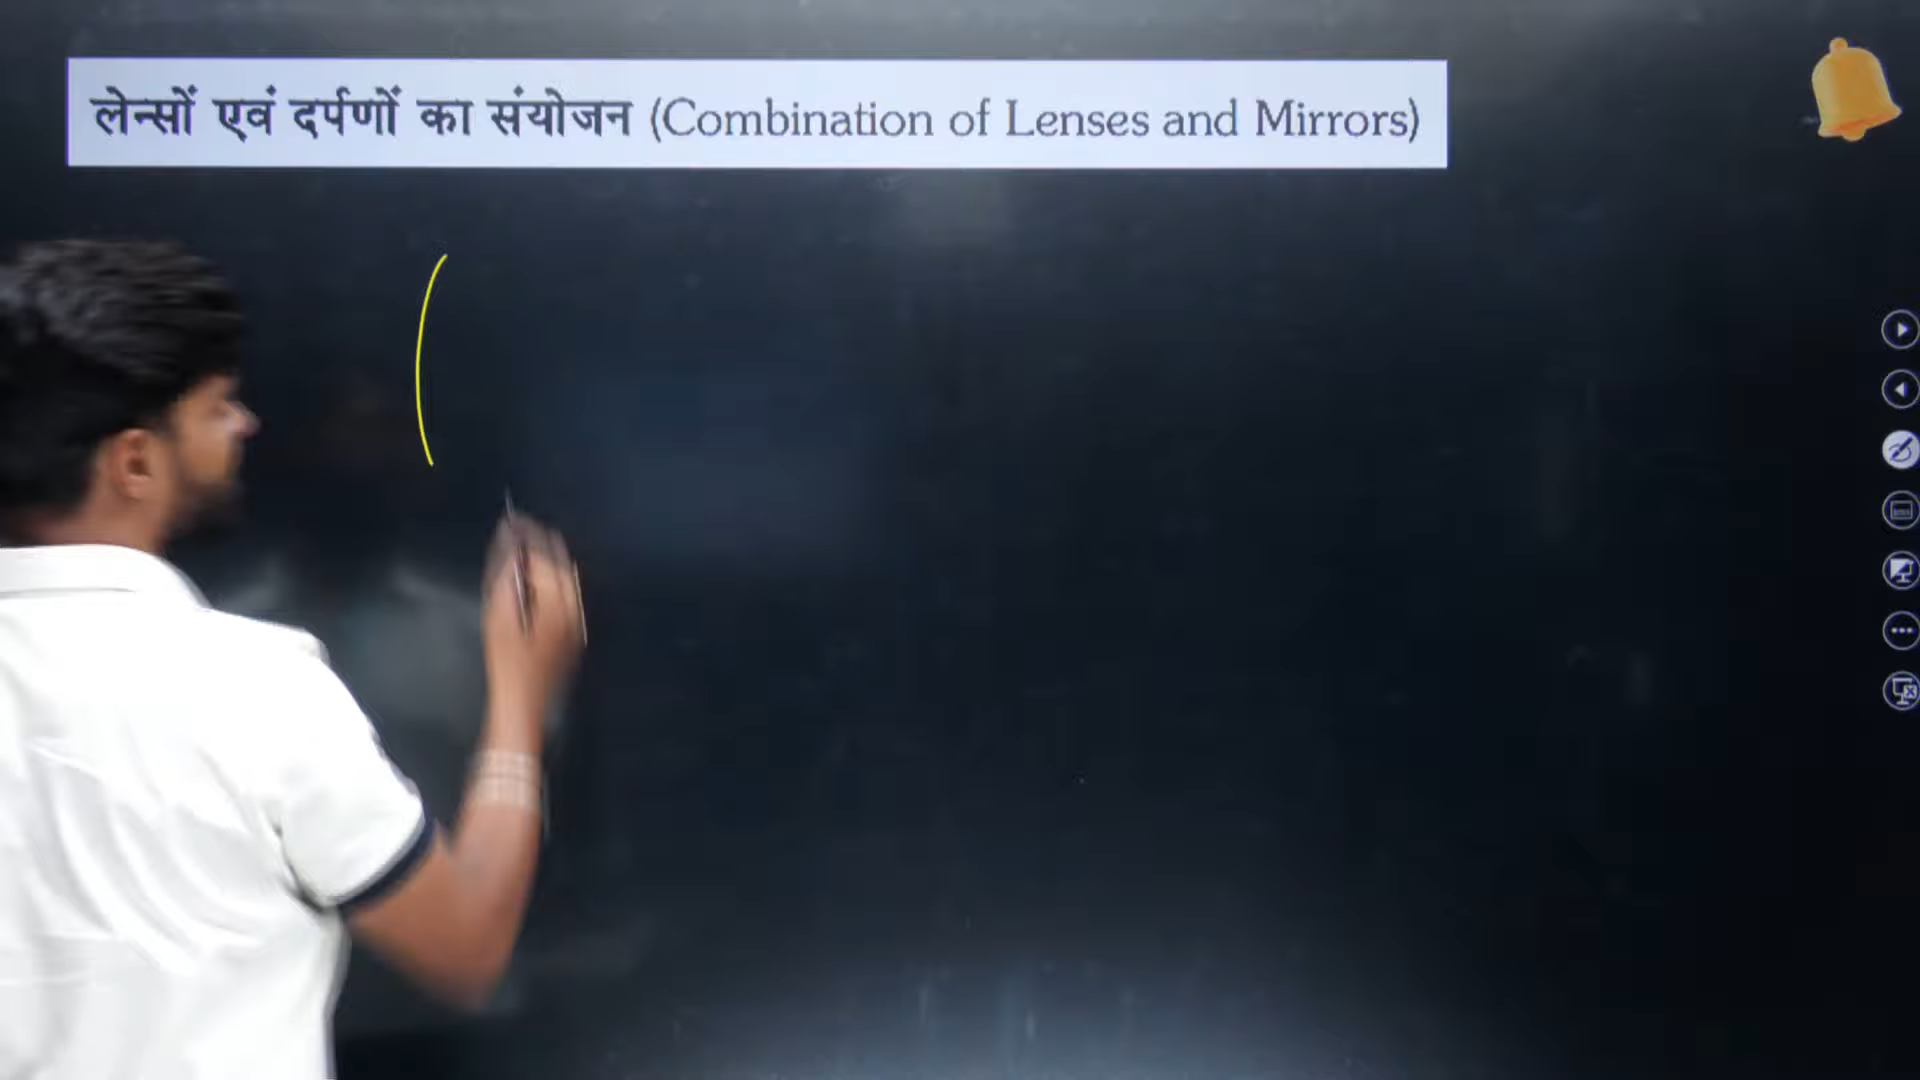 लेन्सों एवं दर्पणों का संयोजन (Combination of Lenses and Mirrors)